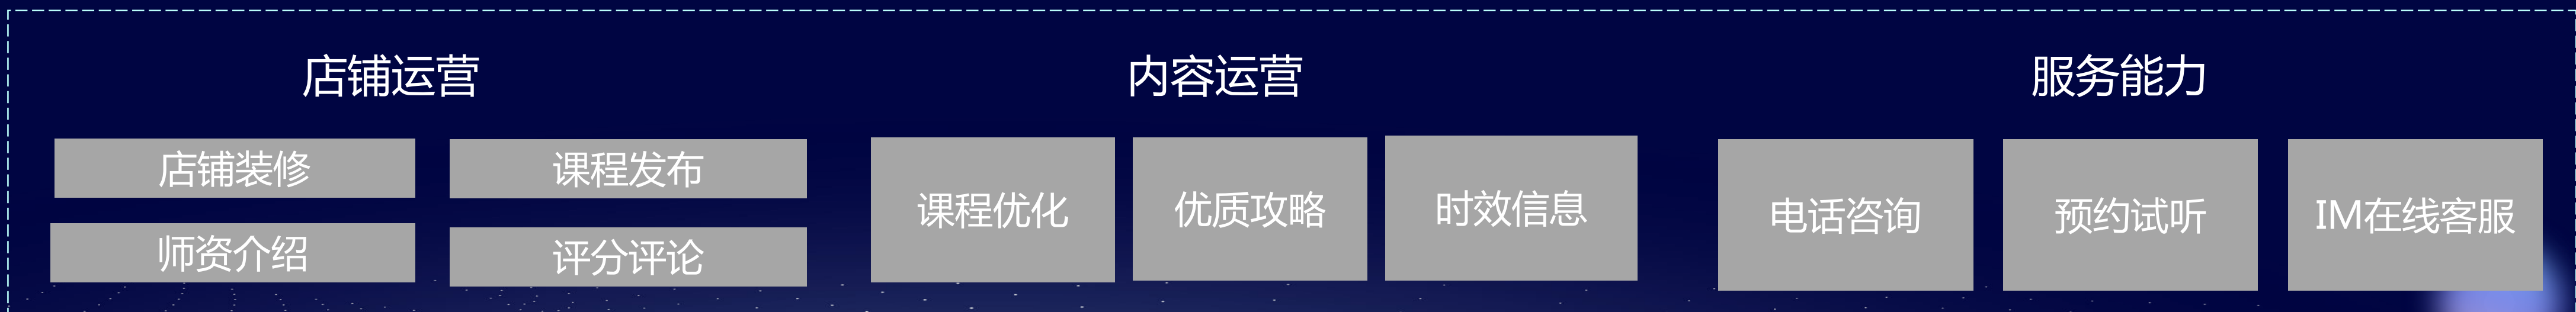 店铺运营
店铺装修
课程发布
师资介绍
评分评论
内容运营
课程优化
优质攻略
时效信息
服务能力
电话咨询
预约试听
IM在线客服